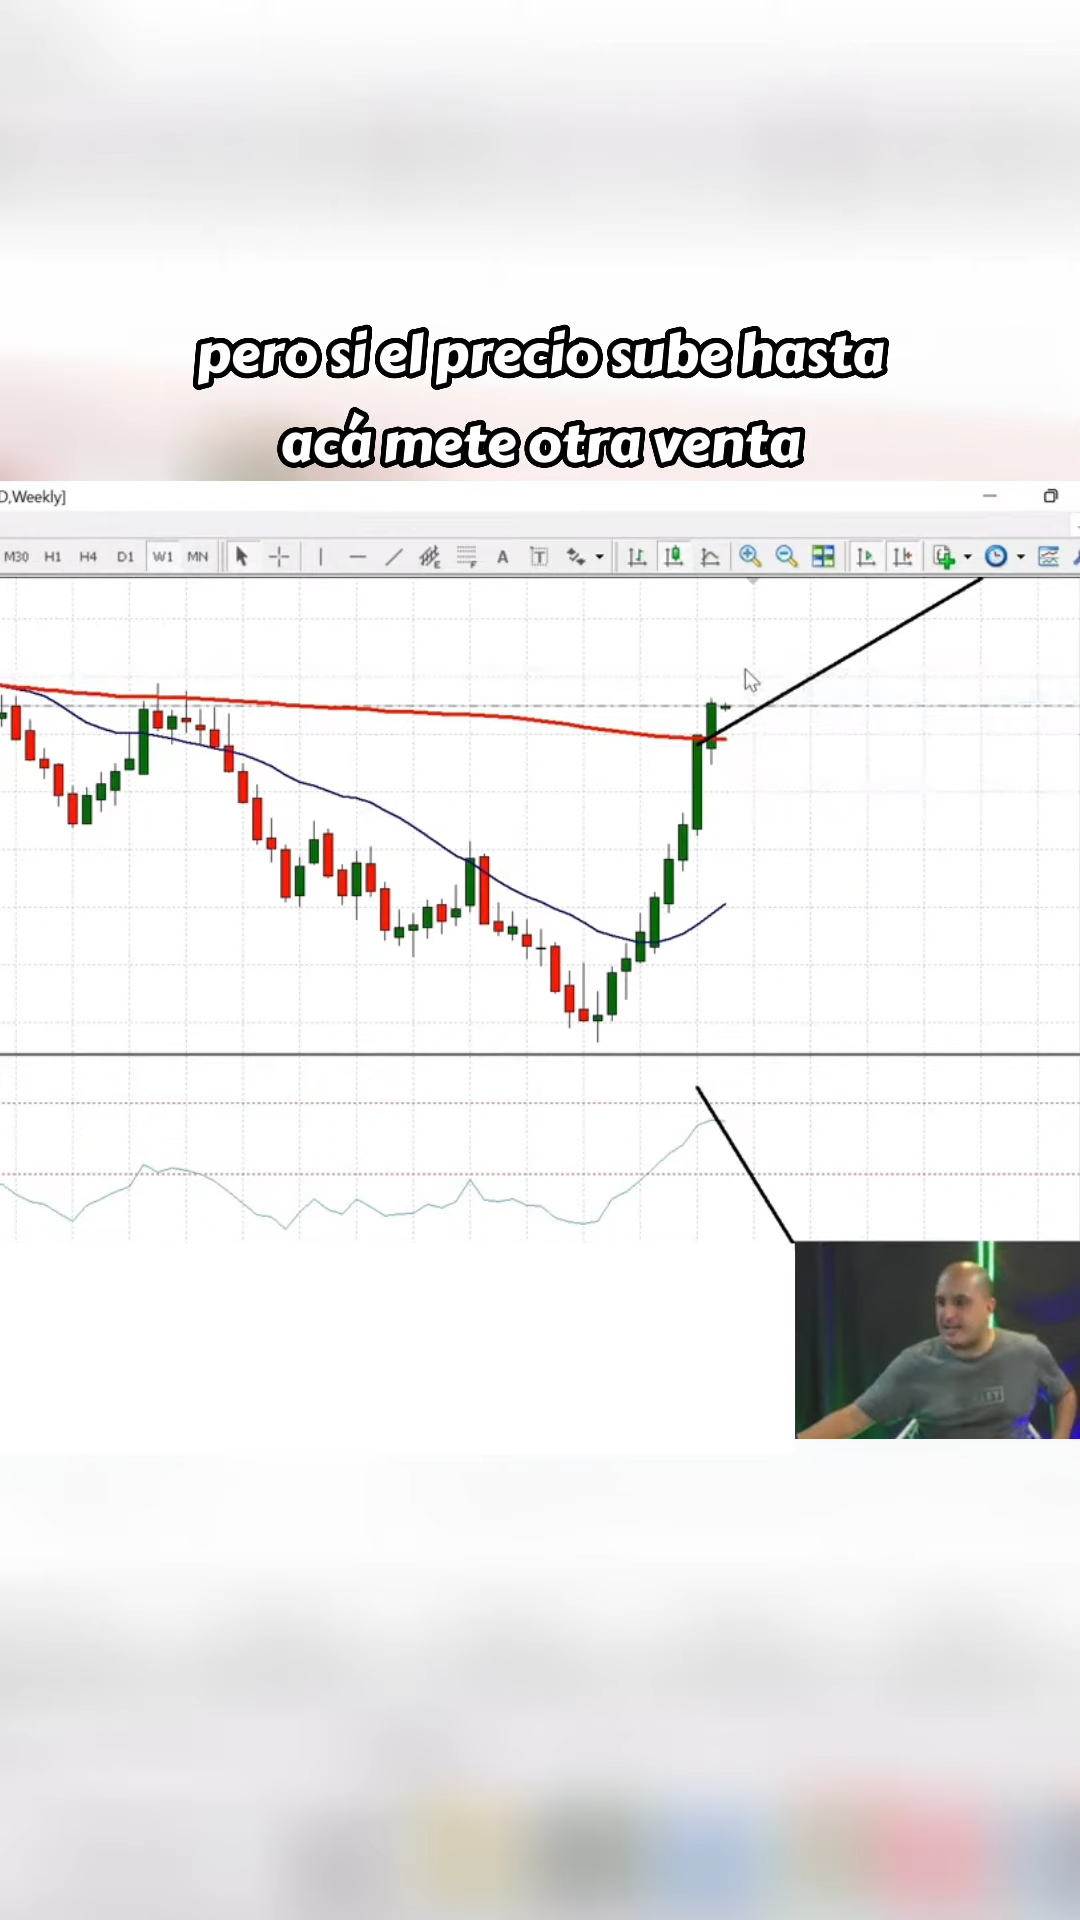 pero si el precio sube hasta
acá mete otra venta
D,Weekly]
M30 H1 H4 D1 W1 MN A T